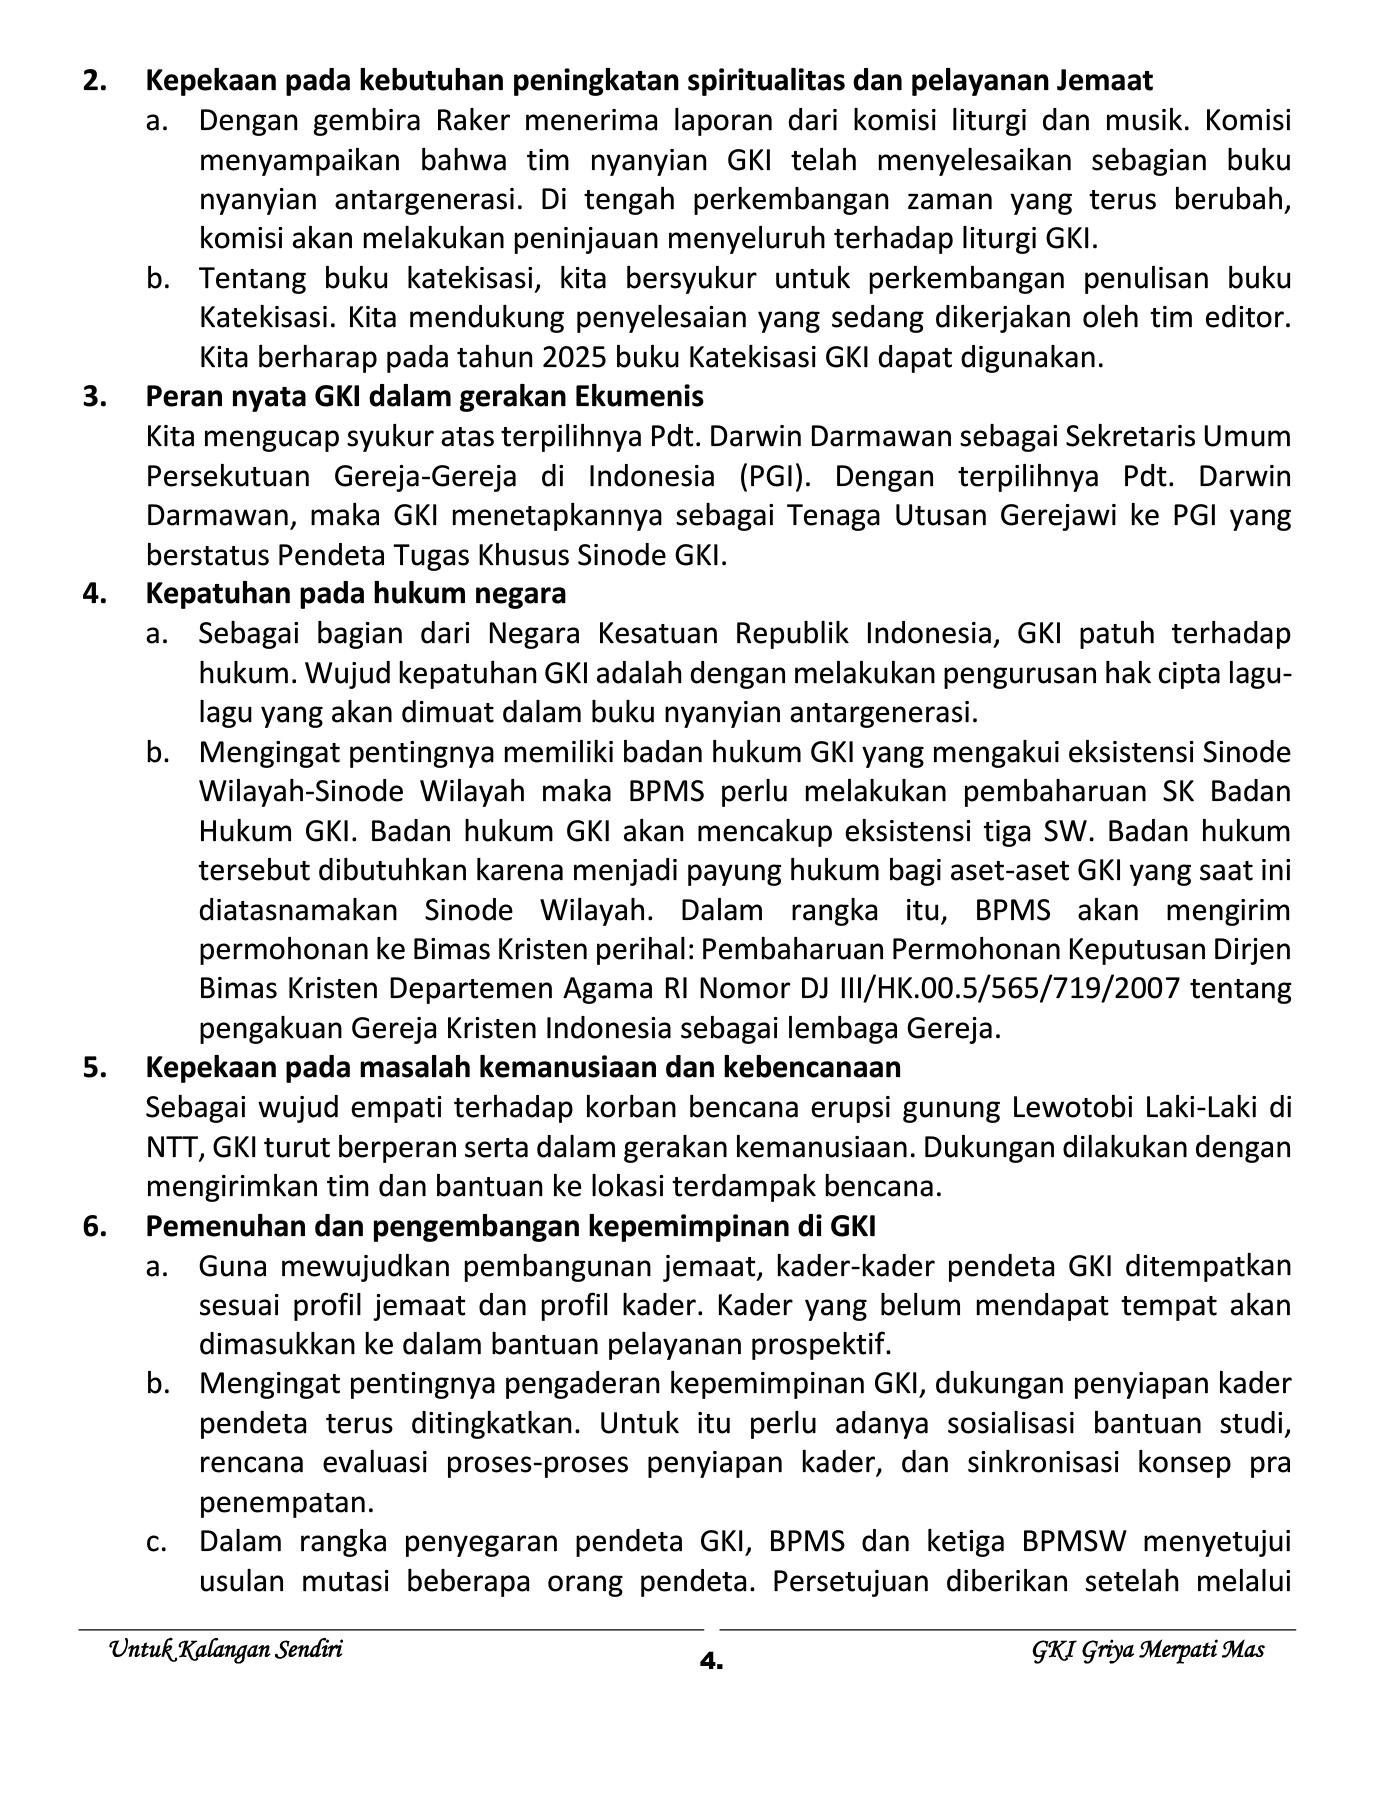 2. Kepekaan pada kebutuhan peningkatan spiritualitas dan pelayanan Jemaat
a. Dengan gembira Raker menerima laporan dari komisi liturgi dan musik. Komisi
menyampaikan bahwa tim nyanyian GKI telah menyelesaikan sebagian buku
nyanyian antargenerasi. Di tengah perkembangan zaman yang terus berubah,
komisi akan melakukan peninjauan menyeluruh terhadap liturgi GKI.
b. Tentang buku katekisasi, kita bersyukur untuk perkembangan penulisan buku
Katekisasi. Kita mendukung penyelesaian yang sedang dikerjakan oleh tim editor.
Kita berharap pada tahun 2025 buku Katekisasi GKI dapat digunakan.
3. Peran nyata GKI dalam gerakan Ekumenis
Kita mengucap syukur atas terpilihnya Pdt. Darwin Darmawan sebagai Sekretaris Umum
Persekutuan Gereja-Gereja di Indonesia (PGI). Dengan terpilihnya Pdt. Darwin
Darmawan, maka GKI menetapkannya sebagai Tenaga Utusan Gerejawi ke PGI yang
berstatus Pendeta Tugas Khusus Sinode GKI.
4. Kepatuhan pada hukum negara
a. Sebagai bagian dari Negara Kesatuan Republik Indonesia, GKI patuh terhadap
hukum. Wujud kepatuhan GKI adalah dengan melakukan pengurusan hak cipta lagu-
lagu yang akan dimuat dalam buku nyanyian antargenerasi.
b. Mengingat pentingnya memiliki badan hukum GKI yang mengakui eksistensi Sinode
Wilayah-Sinode Wilayah maka BPMS perlu melakukan pembaharuan SK Badan
Hukum GKI. Badan hukum GKI akan mencakup eksistensi tiga SW. Badan hukum
tersebut dibutuhkan karena menjadi payung hukum bagi aset-aset GKI yang saat ini
diatasnamakan Sinode Wilayah. Dalam rangka itu, BPMS akan mengirim
permohonan ke Bimas Kristen perihal: Pembaharuan Permohonan Keputusan Dirjen
Bimas Kristen Departemen Agama RI Nomor DJ III/HK.00.5/565/719/2007 tentang
pengakuan Gereja Kristen Indonesia sebagai lembaga Gereja.
5. Kepekaan pada masalah kemanusiaan dan kebencanaan
Sebagai wujud empati terhadap korban bencana erupsi gunung Lewotobi Laki-Laki di
NTT, GKI turut berperan serta dalam gerakan kemanusiaan. Dukungan dilakukan dengan
mengirimkan tim dan bantuan ke lokasi terdampak bencana.
6. Pemenuhan dan pengembangan kepemimpinan di GKI
a. Guna mewujudkan pembangunan jemaat, kader-kader pendeta GKI ditempatkan
sesuai profil jemaat dan profil kader. Kader yang belum mendapat tempat akan
dimasukkan ke dalam bantuan pelayanan prospektif.
b. Mengingat pentingnya pengaderan kepemimpinan GKI, dukungan penyiapan kader
pendeta terus ditingkatkan. Untuk itu perlu adanya sosialisasi bantuan studi,
rencana evaluasi proses-proses penyiapan kader, dan sinkronisasi konsep pra
penempatan.
c. Dalam rangka penyegaran pendeta GKI, BPMS dan ketiga BPMSW menyetujui
usulan mutasi beberapa orang pendeta. Persetujuan diberikan setelah melalui
Untuk Kalangan Sendiri
4.
GKI Griya Merpati Mas